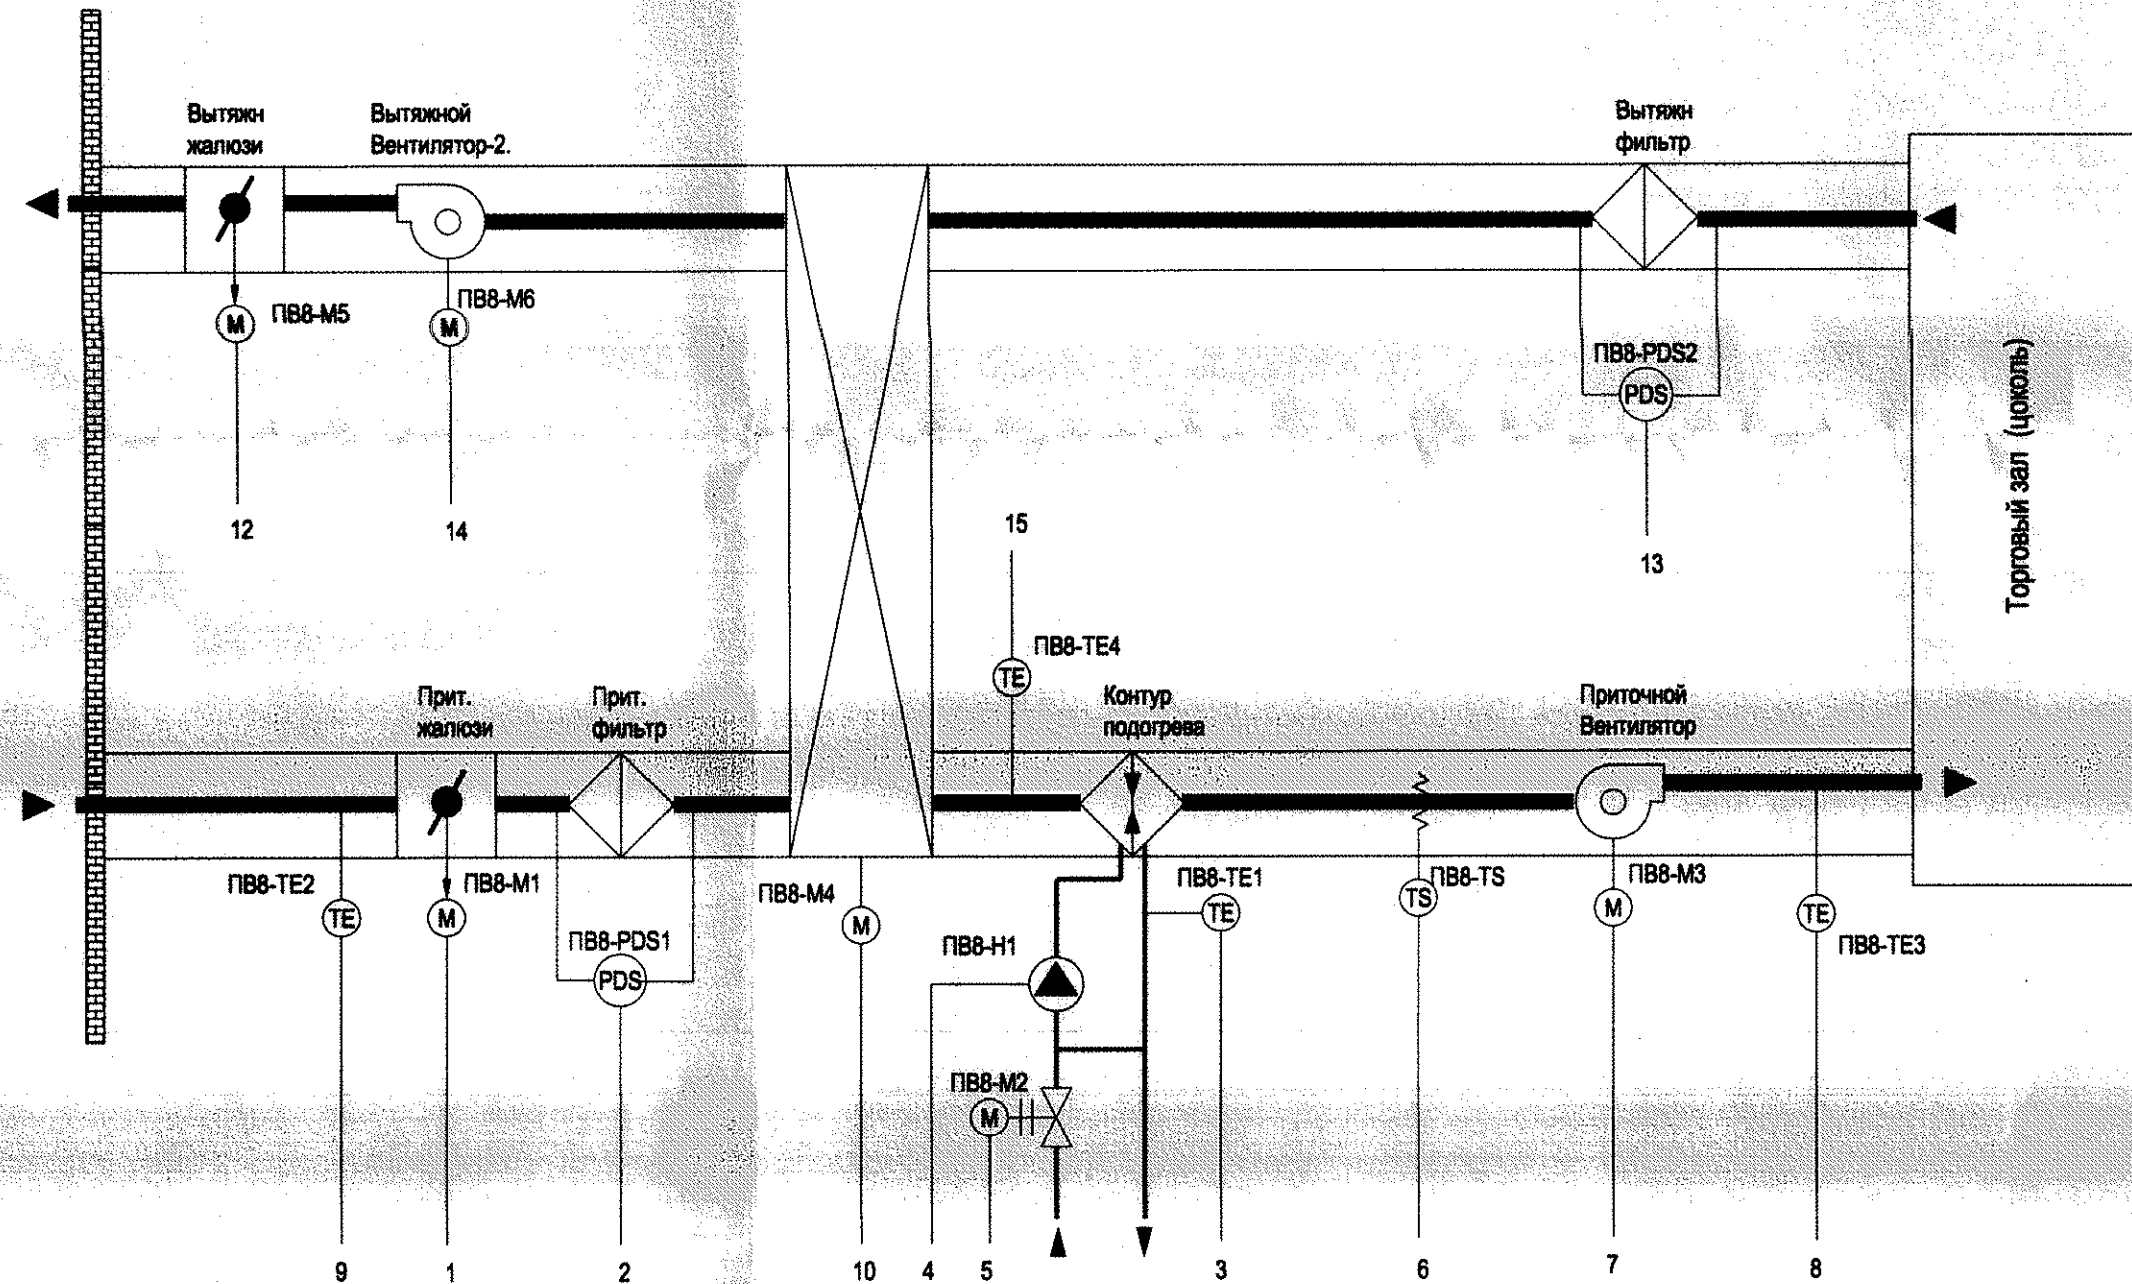 Вытяжн
жалюзи
Вытяжной
Вентилятор-2.
Вытяжн
фильтр
ПВ8-М5
М
ПВ8-М6
М
ПВ8-PDS2
PDS
12
14
15
13
Торговый зал (цоколь)
ПВ8-ТЕ4
ТЕ
Прит.
жалюзи
Прит.
фильтр
Контур
подогрева
Приточной
Вентилятор
ПВ8-ТЕ2
ТЕ
ПВ8-М1
М
ПВ8-PDS1
PDS
ПВ8-М4
М
ПВ8-Н1
ПВ8-ТЕ1
ТЕ
ПВ8-TS
TS
ПВ8-М3
М
ТЕ
ПВ8-ТЕ3
ПВ8-М2
М
9
1
2
10
4
5
3
6
7
8